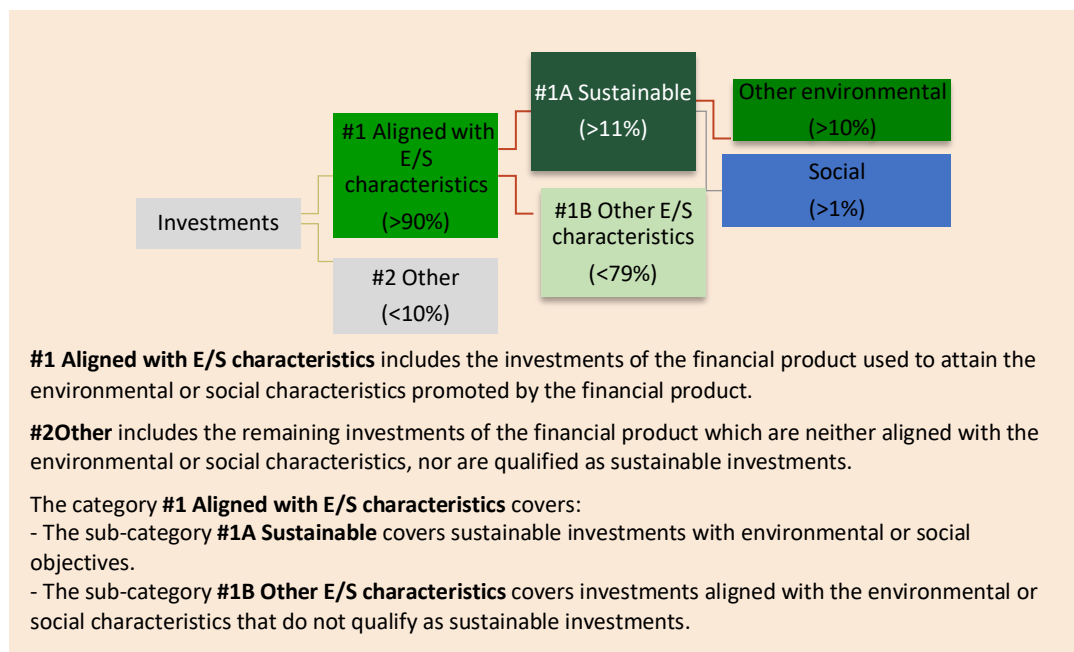 Investments
#1 Aligned with
E/S
characteristics
(>90%)
#2 Other
(<10%)
#1A Sustainable
(>11%)
#1B Other E/S
characteristics
(<79%)
Other environmental
(>10%)
Social
(>1%)
#1 Aligned with E/S characteristics includes the investments of the financial product used to attain the
environmental or social characteristics promoted by the financial product.
#2Other includes the remaining investments of the financial product which are neither aligned with the
environmental or social characteristics, nor are qualified as sustainable investments.
The category #1 Aligned with E/S characteristics covers:
- The sub-category #1A Sustainable covers sustainable investments with environmental or social
objectives.
- The sub-category #1B Other E/S characteristics covers investments aligned with the environmental or
social characteristics that do not qualify as sustainable investments.